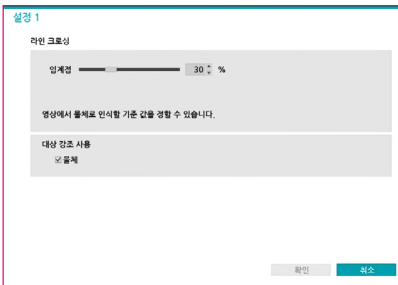 설정 1
라인 크로싱
임계점 30 %
영상에서 물체로 인식할 기준 값을 정할 수 있습니다.
대상 강조 사용
물체
확인 취소